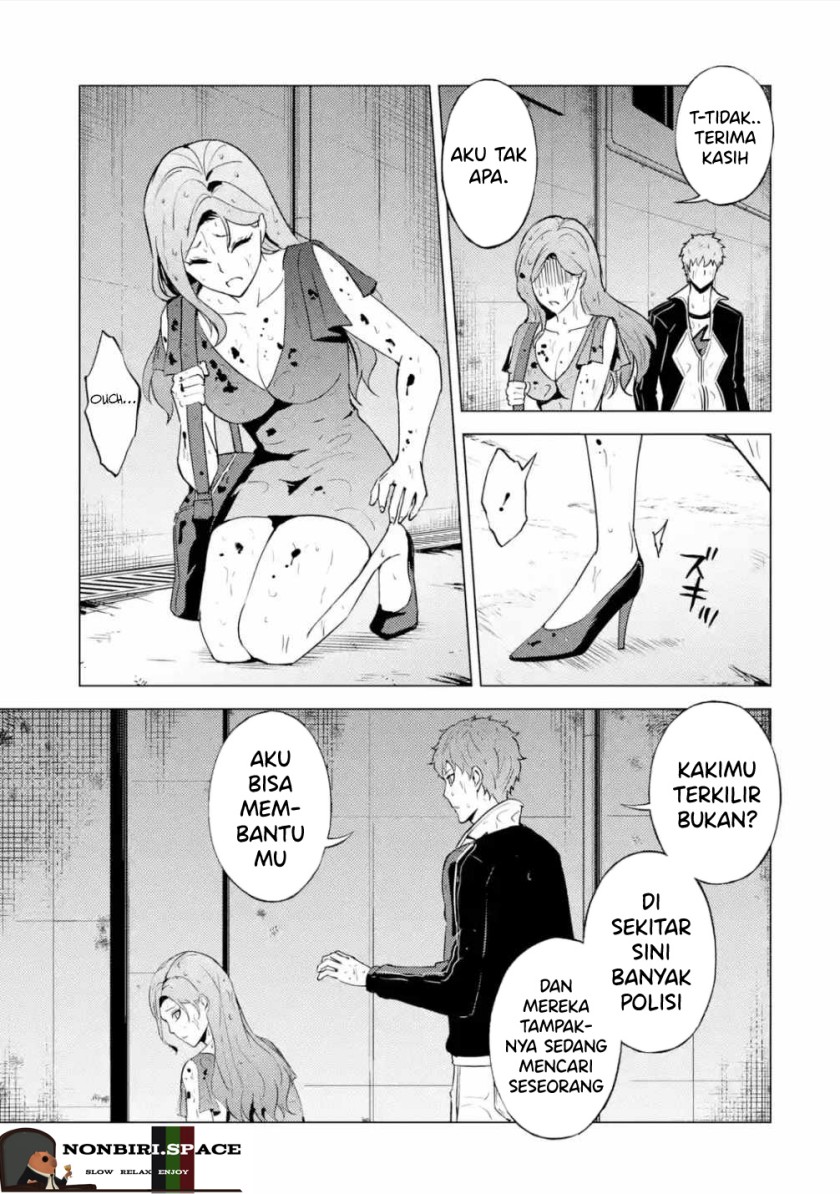 T-TIDAK..
TERIMA
KASIH
AKU TAK
APA.
ズキッ
OUCH...
KAKIMU
TERKILIR
BUKAN?
DI
SEKITAR
SINI
BANYAK
POLISI
DAN
MEREKA
TAMPAK-
NYA SEDANG
MENCARI
SESEORANG
AKU
BISA
MEM-
BANTU
MU
NONBIRI.SPACE
SLOW RELAX ENJOY